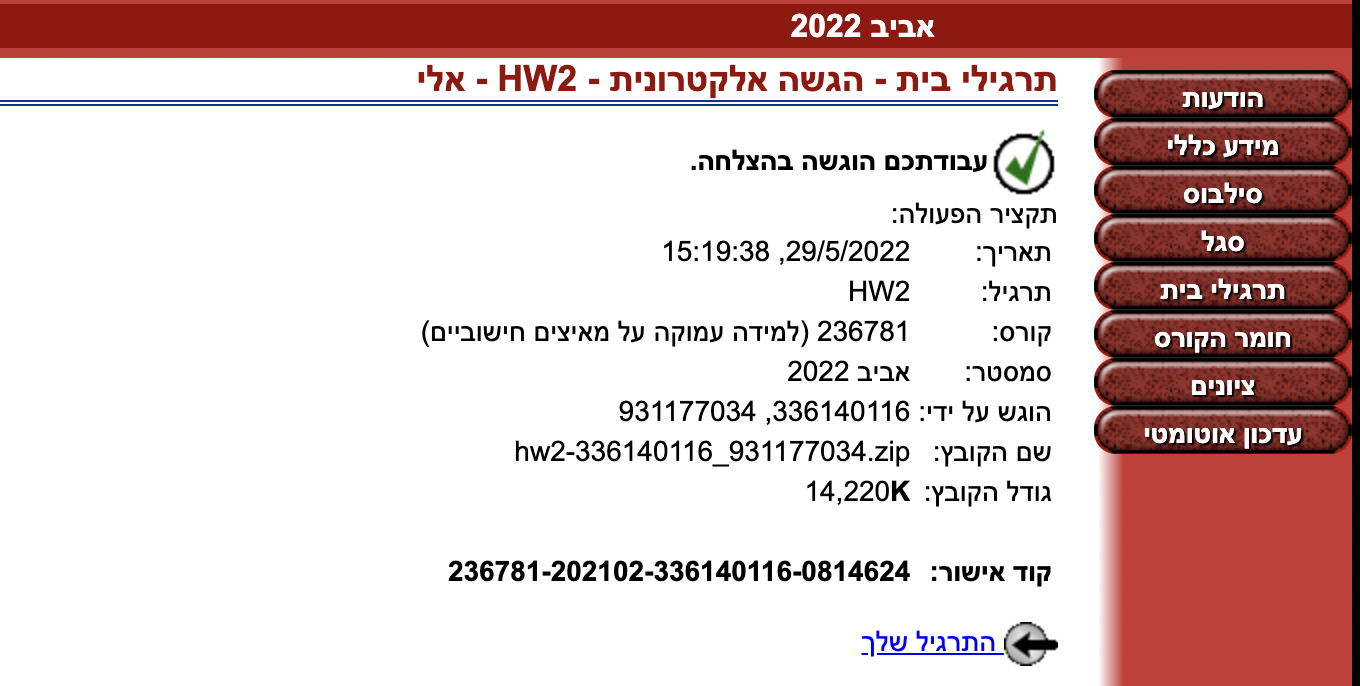 אביב 2022
תרגילי בית - הגשה אלקטרונית - HW2 - אלי
עבודתכם הוגשה בהצלחה.
תקציר הפעולה:
תאריך: 29/5/2022, 15:19:38
תרגיל: HW2
קורס: 236781 (למידה עמוקה על מאיצים חישוביים)
סמסטר: אביב 2022
הוגש על ידי: 336140116, 931177034
שם הקובץ: hw2-336140116_931177034.zip
גודל הקובץ: 14,220K
קוד אישור: 236781-202102-336140116-0814624
התרגיל שלך
הודעות
מידע כללי
סילבוס
סגל
תרגילי בית
חומר הקורס
ציונים
עדכון אוטומטי